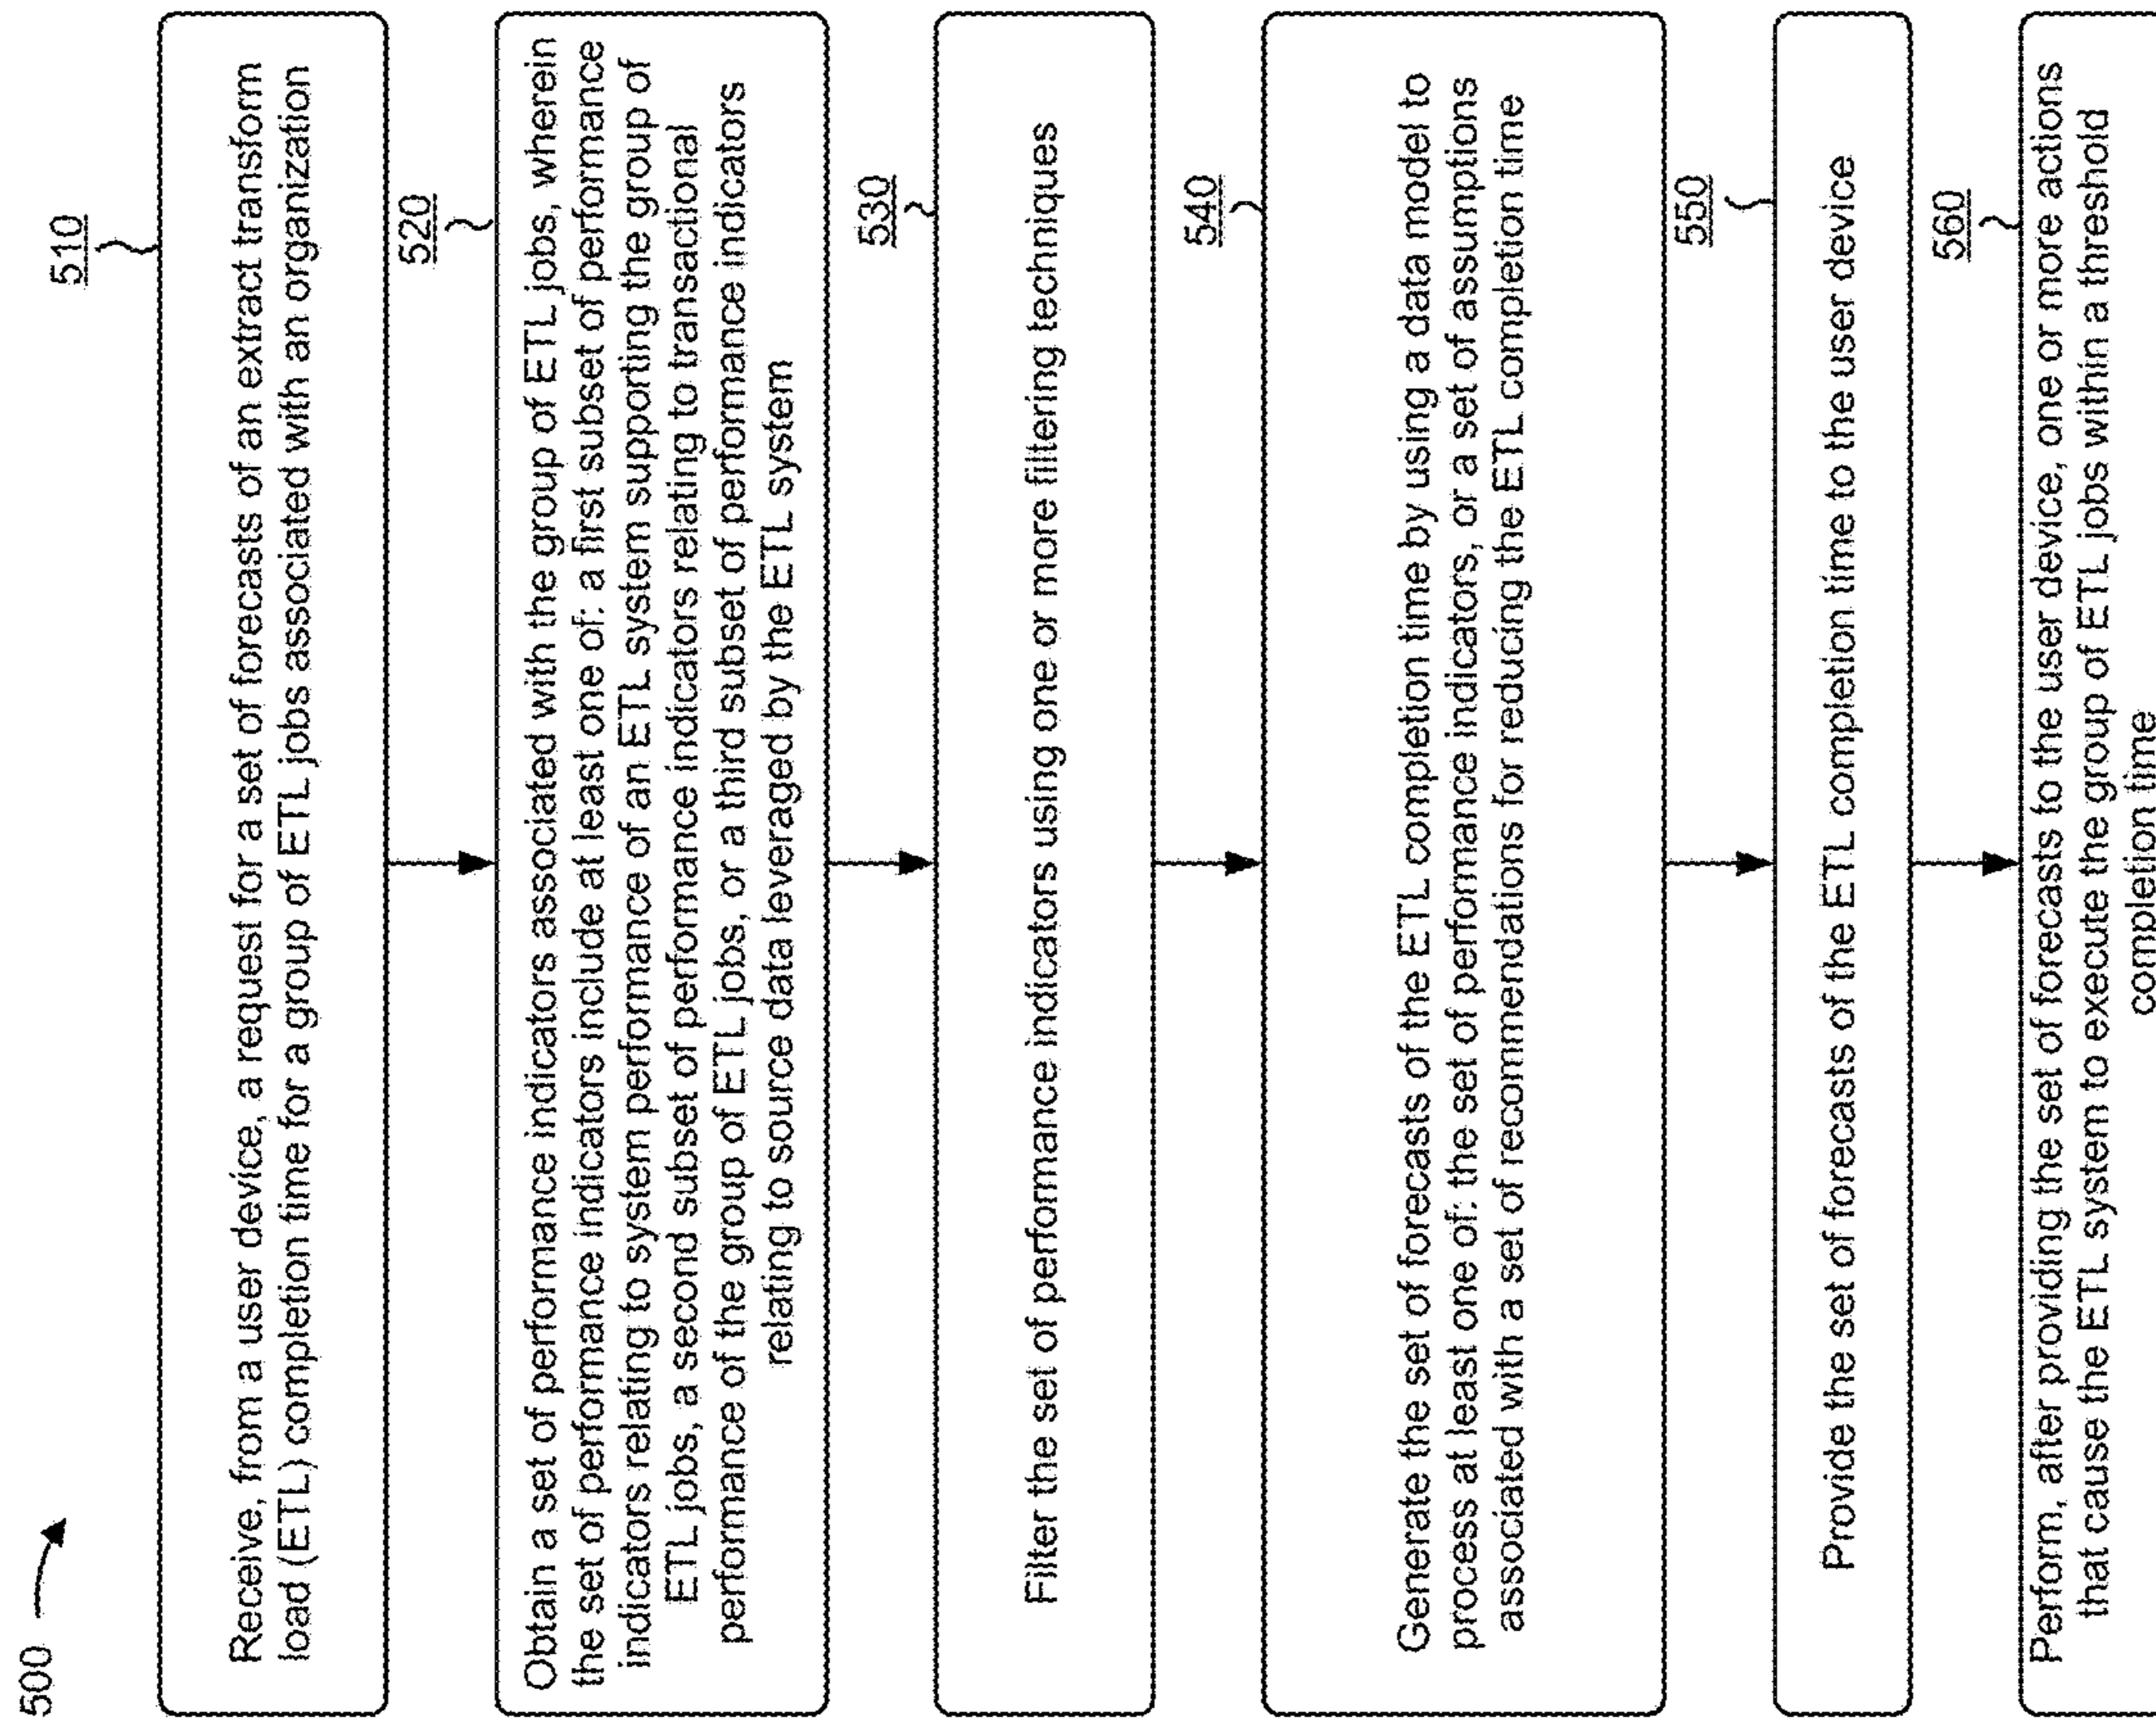 500
510
Receive, from a user device, a request for a set of forecasts of an extract transform
load (ETL) completion time for a group of ETL jobs associated with an organization
520
Obtain a set of performance indicators associated with the group of ETL jobs, wherein
the set of performance indicators include at least one of: a first subset of performance
indicators relating to system performance of an ETL system supporting the group of
ETL jobs, a second subset of performance indicators relating to transactional
performance of the group of ETL jobs, or a third subset of performance indicators
relating to source data leveraged by the ETL system
530
Filter the set of performance indicators using one or more filtering techniques
540
Generate the set of forecasts of the ETL completion time by using a data model to
process at least one of: the set of performance indicators, or a set of assumptions
associated with a set of recommendations for reducing the ETL completion time
550
Provide the set of forecasts of the ETL completion time to the user device
560
Perform, after providing the set of forecasts to the user device, one or more actions
that cause the ETL system to execute the group of ETL jobs within a threshold
completion time